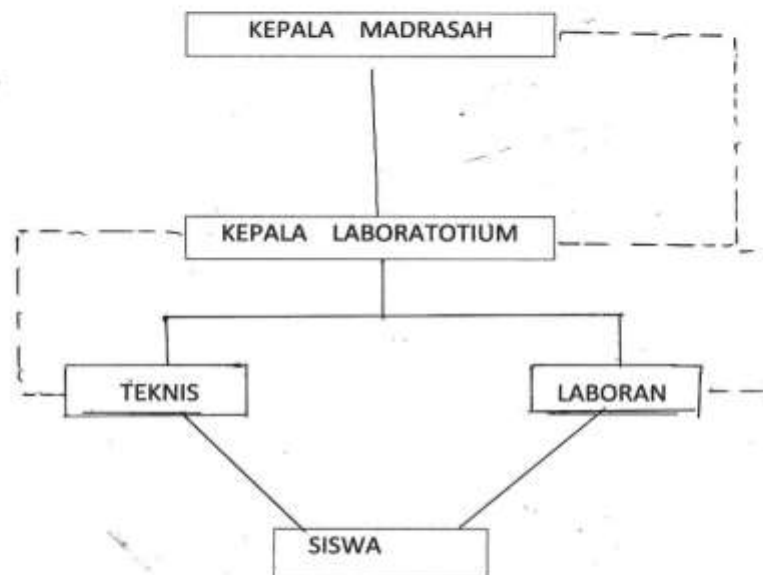 KEPALA MADRASAH
KEPALA LABORATOTIUM
TEKNIS
LABORAN
SISWA